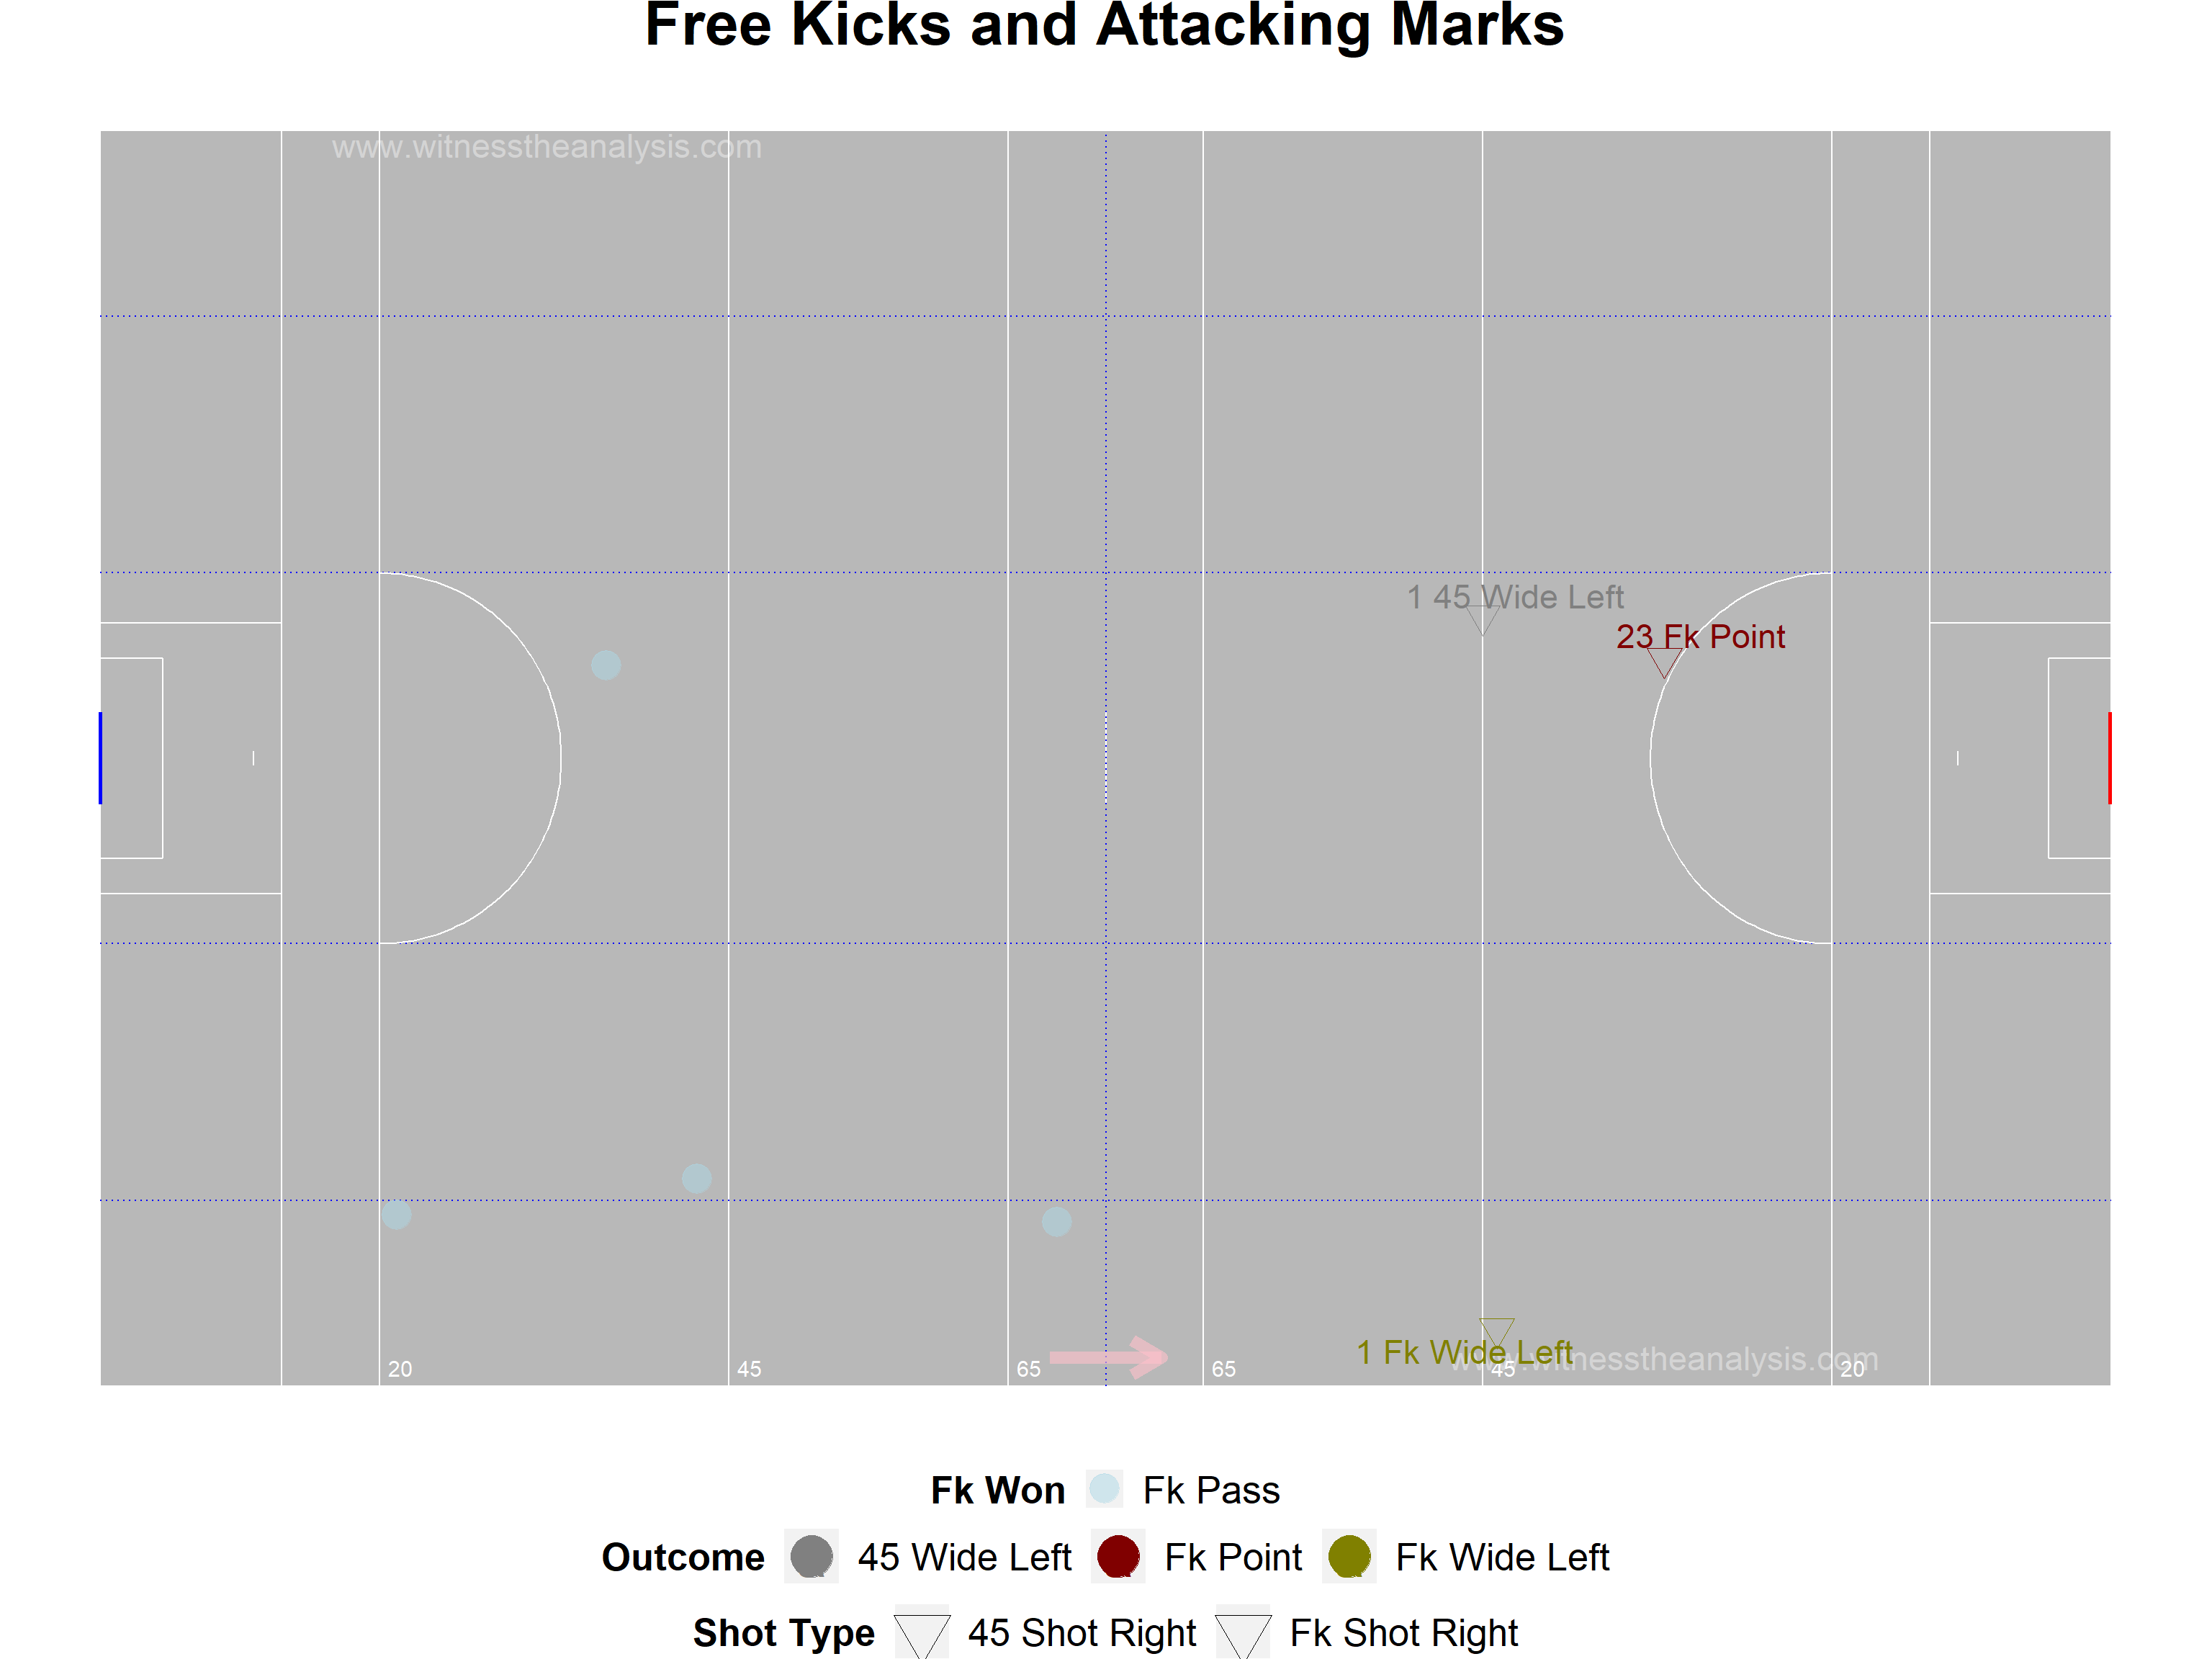 Free Kicks and Attacking Marks
www.witnesstheanalysis.com
1 45 Wide Left
23 Fk Point
1 Fk Wide Left
www.witnesstheanalysis.com
20 45 65 65 45 20
Fk Won Fk Pass
Outcome 45 Wide Left Fk Point Fk Wide Left
Shot Type 45 Shot Right Fk Shot Right